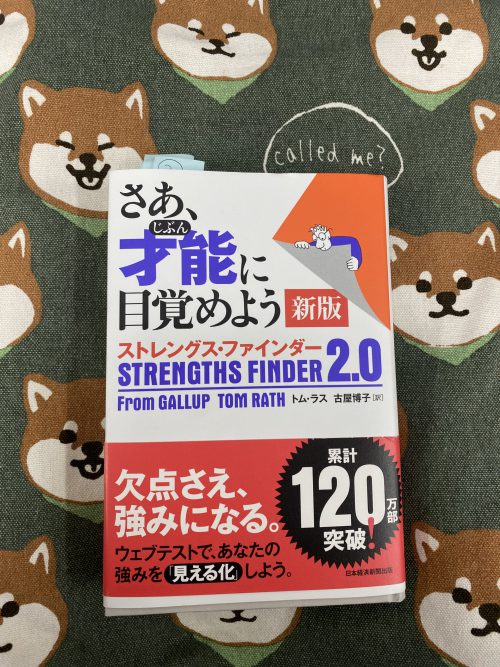 called me?
さあ、
じぶん
才能に
目覚めよう 新版
ストレングス・ファインダー
STRENGTHS FINDER 2.0
From GALLUP TOM RATH トム・ラス 古屋博子[訳]
欠点さえ、
強みになる。
ウェブテストで、あなたの
強みを「見える化」しよう。
累計
120万部
突破!
日本経済新聞出版